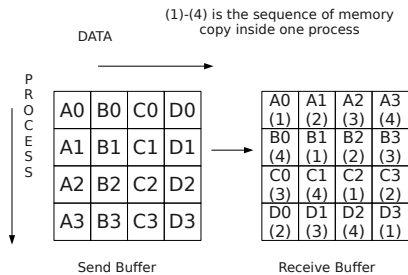 (1)-(4) is the sequence of memory
copy inside one process
DATA
PROCESS
A0 B0 C0 D0
A1 B1 C1 D1
A2 B2 C2 D2
A3 B3 C3 D3
Send Buffer
A0 A1 A2 A3
(1) (2) (3) (4)
B0 B1 B2 B3
(4) (1) (2) (3)
C0 C1 C2 C3
(3) (4) (1) (2)
D0 D1 D2 D3
(2) (3) (4) (1)
Receive Buffer